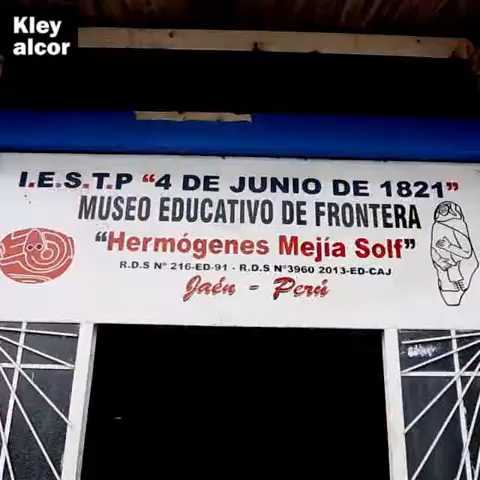 Kley
alcor
I.E.S.T.P “4 DE JUNIO DE 1821”
MUSEO EDUCATIVO DE FRONTERA
“Hermógenes Mejía Solf”
R.D.S Nº 216-ED-91 - R.D.S Nº3960 2013-ED-CAJ
Jaén - Perú